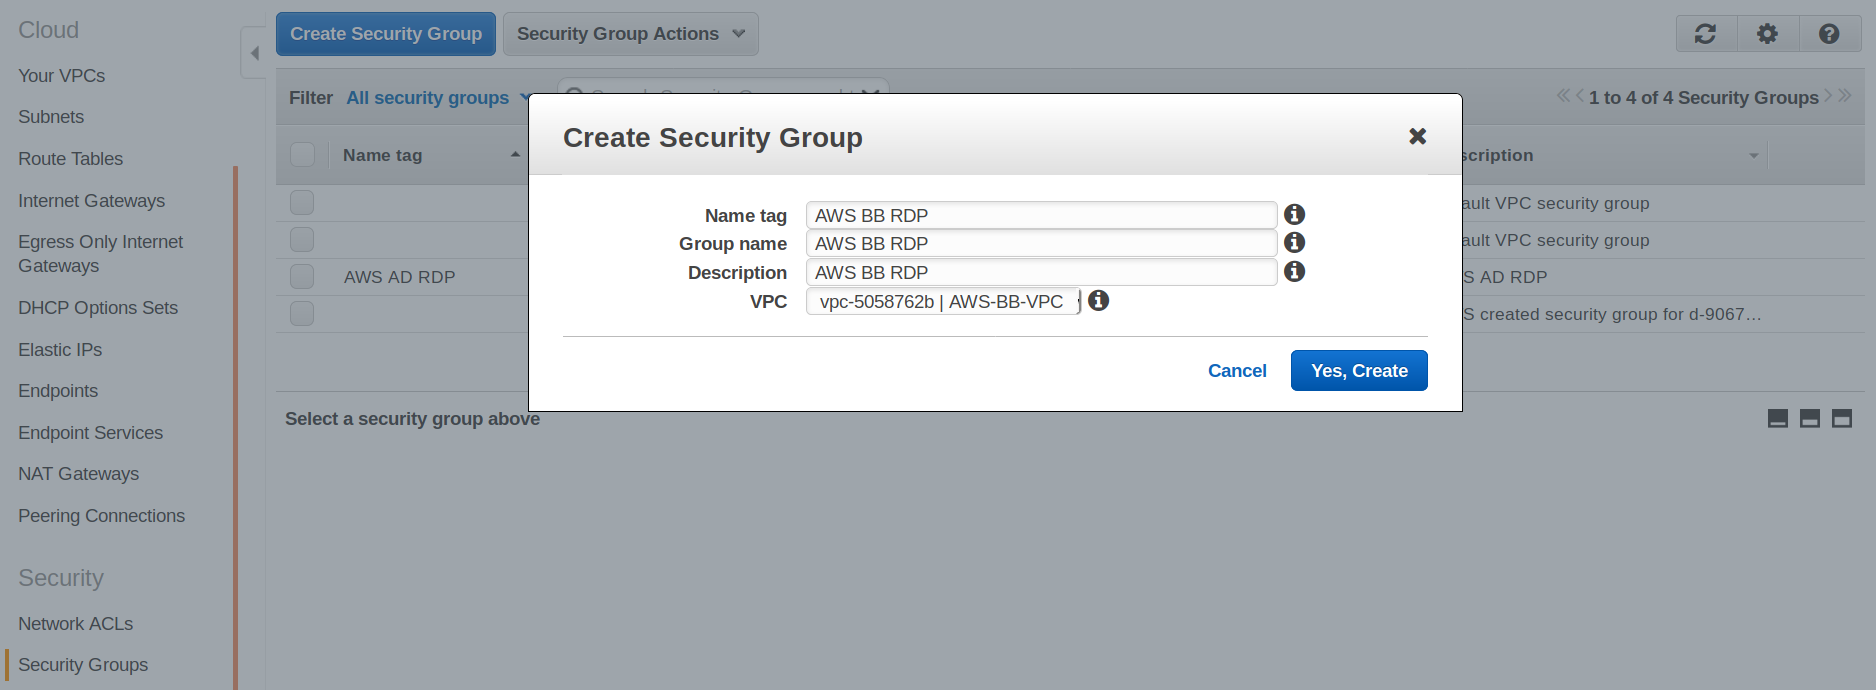 Cloud
Your VPCs
Subnets
Route Tables
Internet Gateways
Egress Only Internet
Gateways
DHCP Options Sets
Elastic IPs
Endpoints
Endpoint Services
NAT Gateways
Peering Connections
Security
Network ACLs
Security Groups
Create Security Group
Security Group Actions
Filter All security groups
1 to 4 of 4 Security Groups
Name tag
scription
ault VPC security group
ault VPC security group
AWS AD RDP
S AD RDP
S created security group for d-9067…
Create Security Group
Name tag AWS BB RDP
Group name AWS BB RDP
Description AWS BB RDP
VPC vpc-5058762b | AWS-BB-VPC
Cancel
Yes, Create
Select a security group above